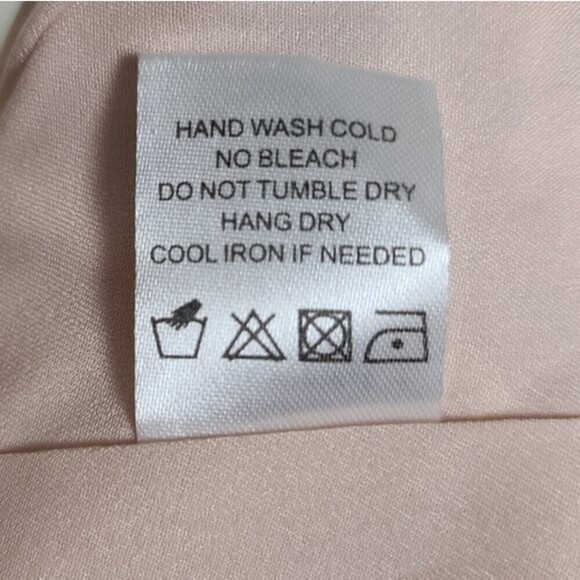 HAND WASH COLD
NO BLEACH
DO NOT TUMBLE DRY
HANG DRY
COOL IRON IF NEEDED